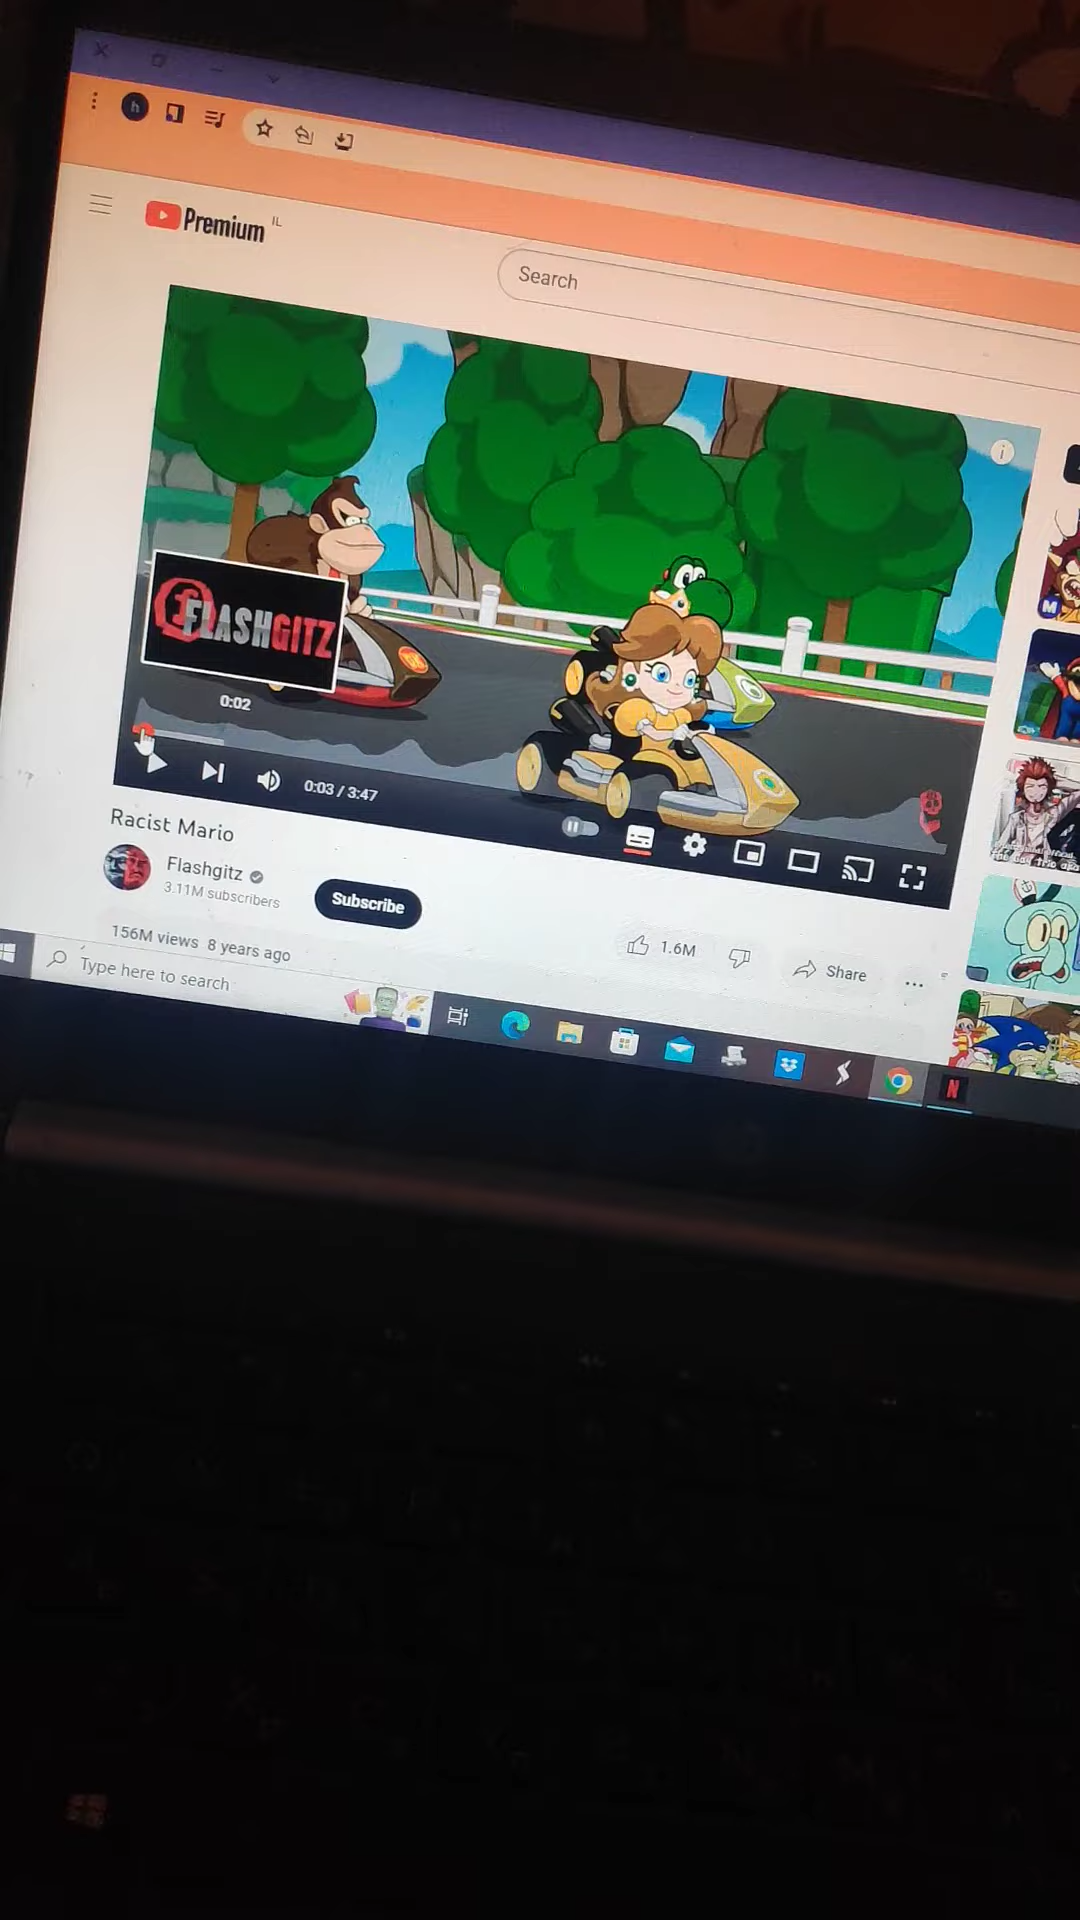 h
Premium IL
Search
FLASHGITZ
0:02
0:03 / 3:47
Racist Mario
Flashgitz
3.11M subscribers
Subscribe
156M views 8 years ago
1.6M
Share
Type here to search
M
N